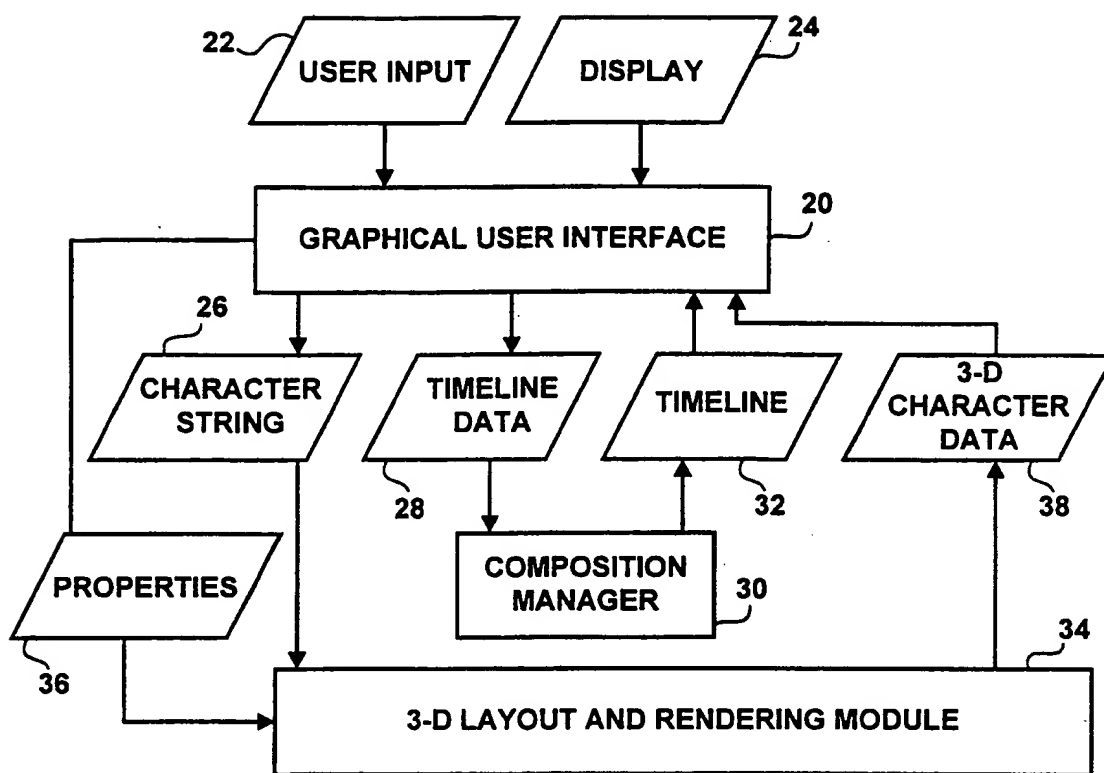 22
USER INPUT
DISPLAY
24
GRAPHICAL USER INTERFACE
20
26
CHARACTER
STRING
TIMELINE
DATA
28
TIMELINE
32
3-D
CHARACTER
DATA
38
PROPERTIES
36
COMPOSITION
MANAGER
30
34
3-D LAYOUT AND RENDERING MODULE